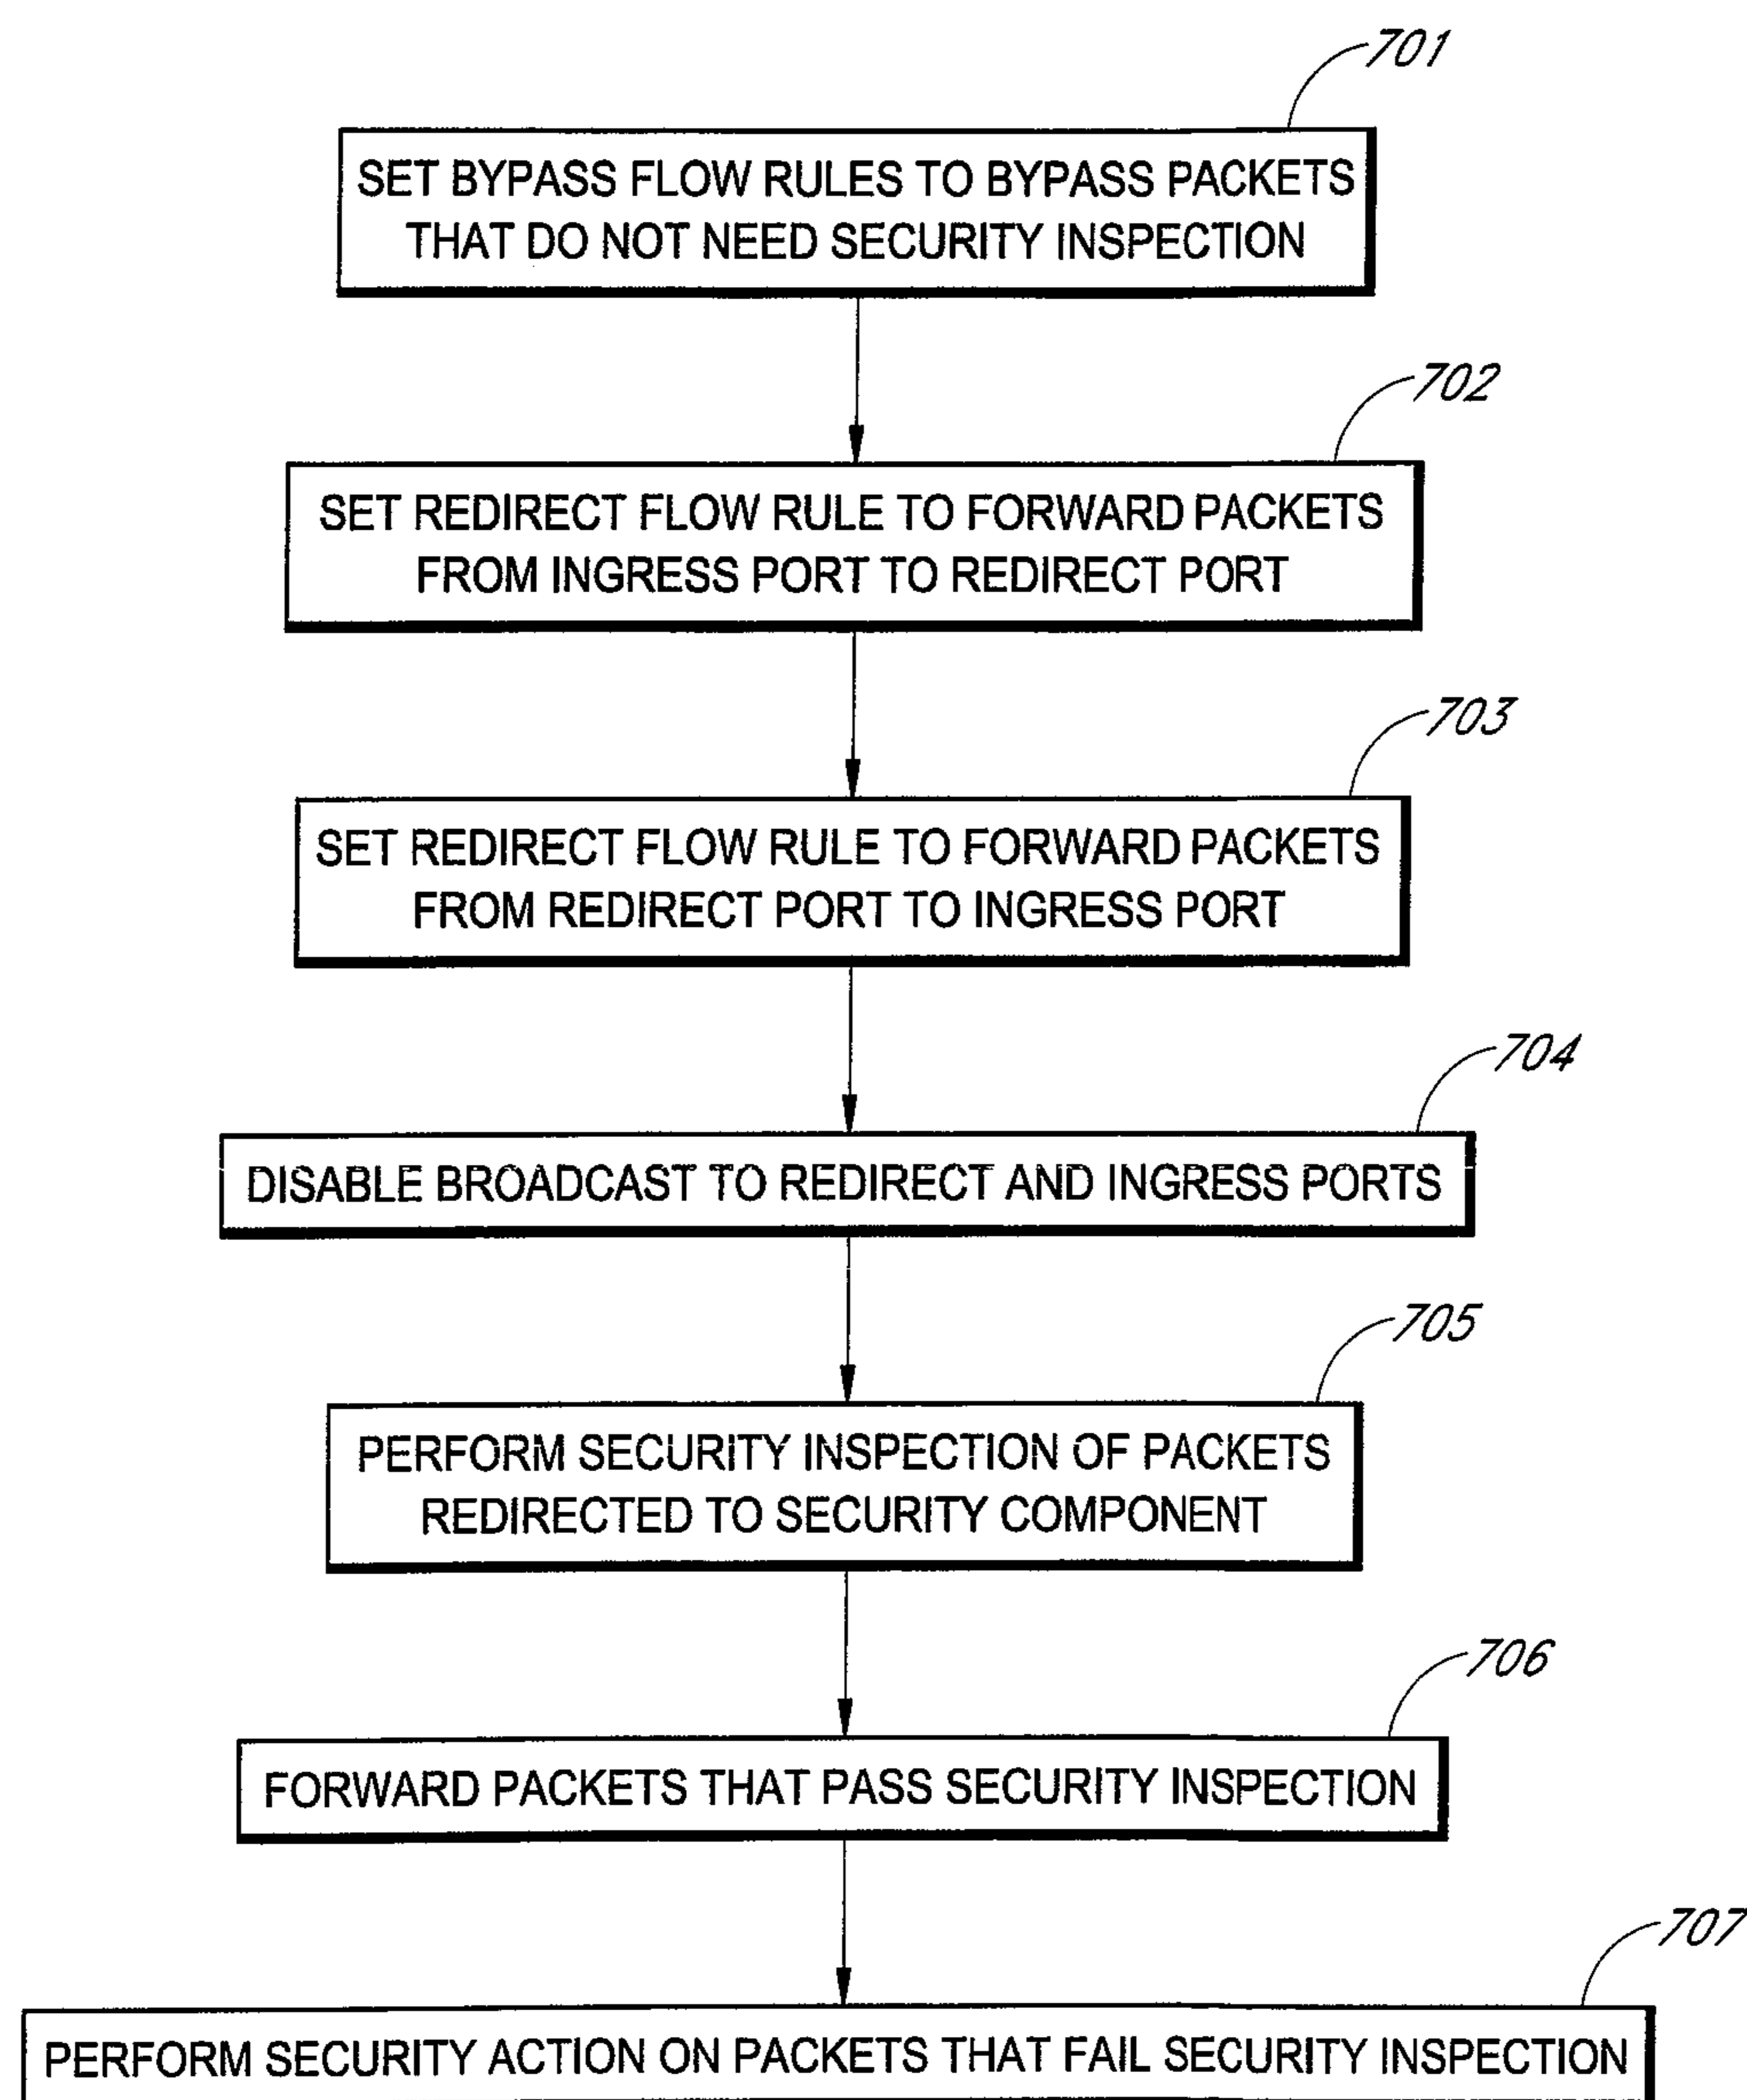 701
SET BYPASS FLOW RULES TO BYPASS PACKETS
THAT DO NOT NEED SECURITY INSPECTION
702
SET REDIRECT FLOW RULE TO FORWARD PACKETS
FROM INGRESS PORT TO REDIRECT PORT
703
SET REDIRECT FLOW RULE TO FORWARD PACKETS
FROM REDIRECT PORT TO INGRESS PORT
704
DISABLE BROADCAST TO REDIRECT AND INGRESS PORTS
705
PERFORM SECURITY INSPECTION OF PACKETS
REDIRECTED TO SECURITY COMPONENT
706
FORWARD PACKETS THAT PASS SECURITY INSPECTION
707
PERFORM SECURITY ACTION ON PACKETS THAT FAIL SECURITY INSPECTION